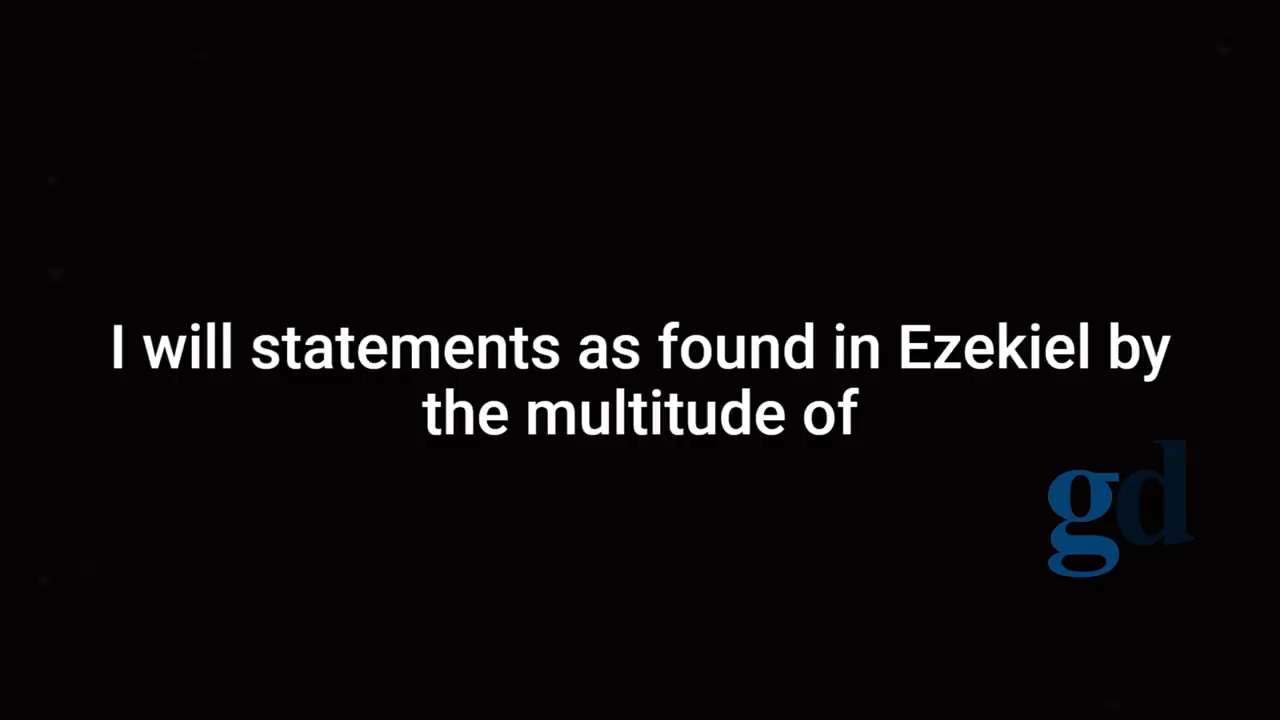 I will statements as found in Ezekiel by
the multitude of
gd